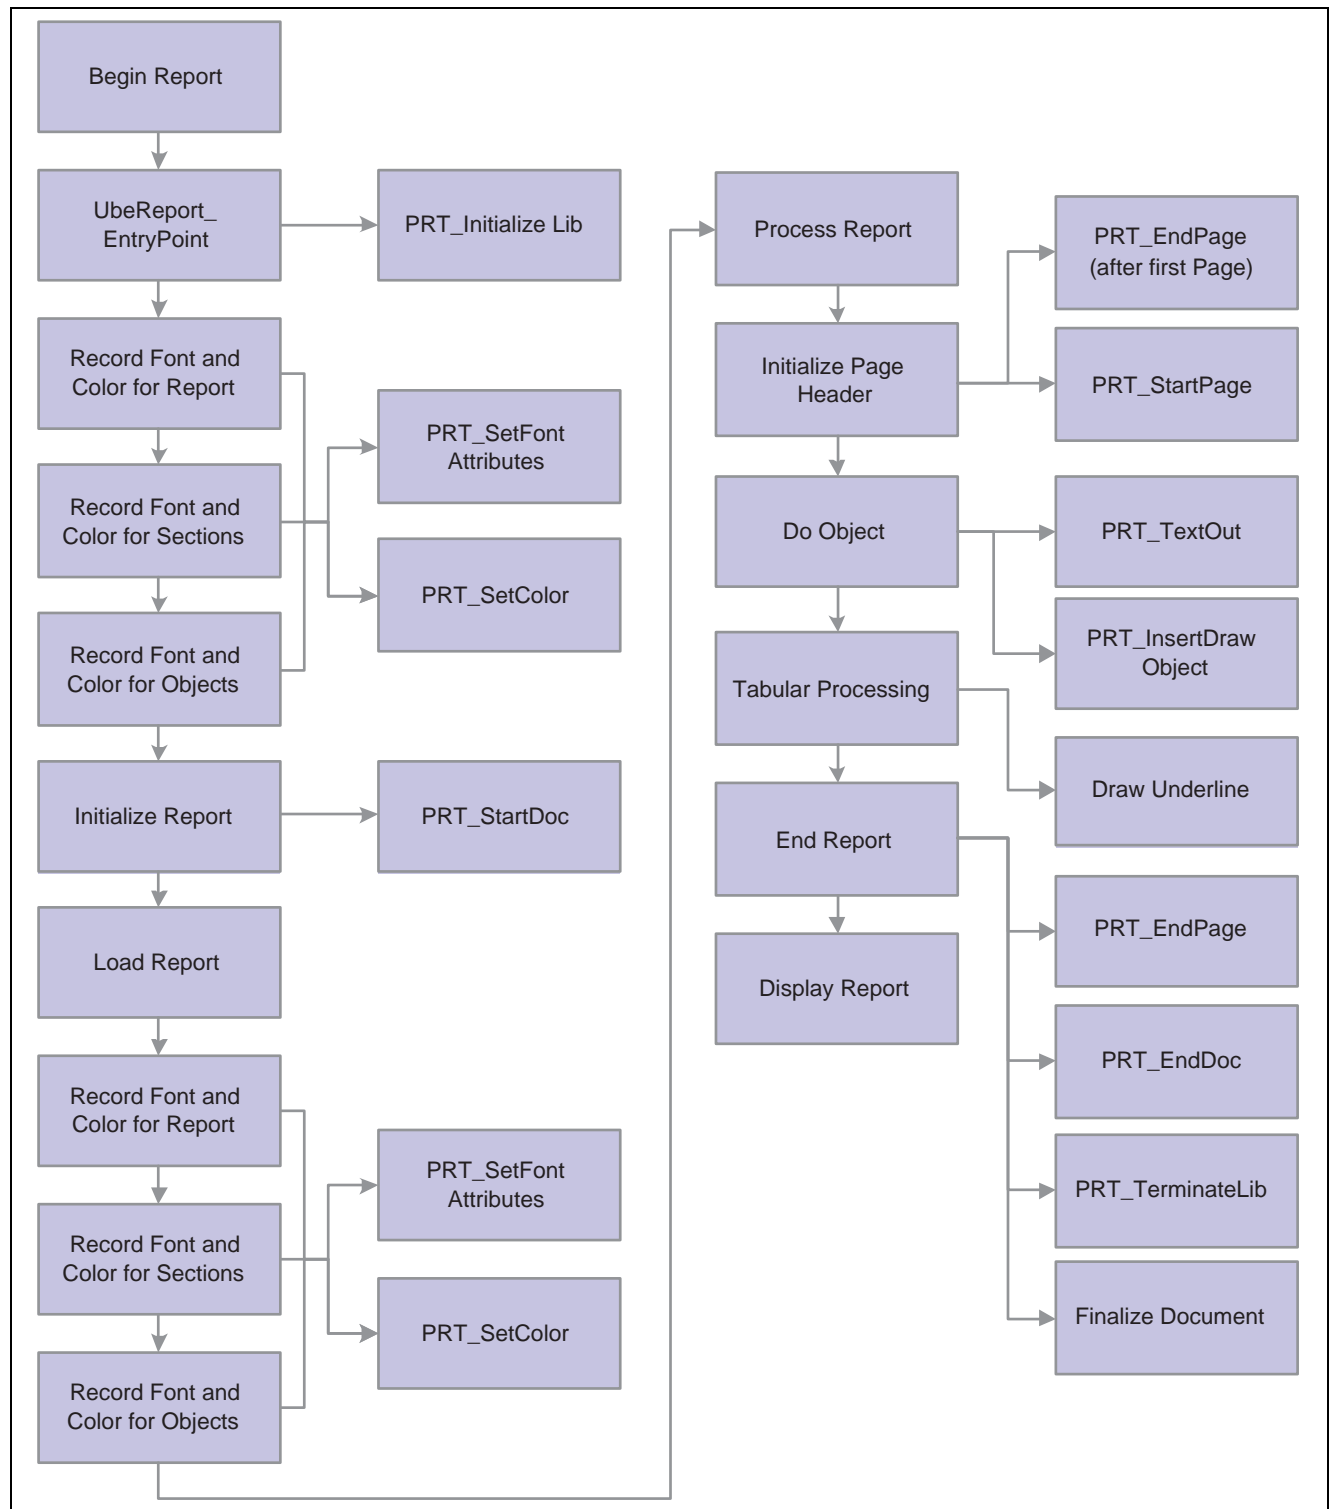 Begin Report
UbeReport_
EntryPoint
PRT_Initialize Lib
Record Font and
Color for Report
Record Font and
Color for Sections
Record Font and
Color for Objects
PRT_SetFont
Attributes
PRT_SetColor
Initialize Report
PRT_StartDoc
Load Report
Record Font and
Color for Report
Record Font and
Color for Sections
Record Font and
Color for Objects
PRT_SetFont
Attributes
PRT_SetColor
Process Report
Initialize Page
Header
PRT_EndPage
(after first Page)
PRT_StartPage
Do Object
PRT_TextOut
PRT_InsertDraw
Object
Tabular Processing
Draw Underline
End Report
PRT_EndPage
PRT_EndDoc
PRT_TerminateLib
Finalize Document
Display Report